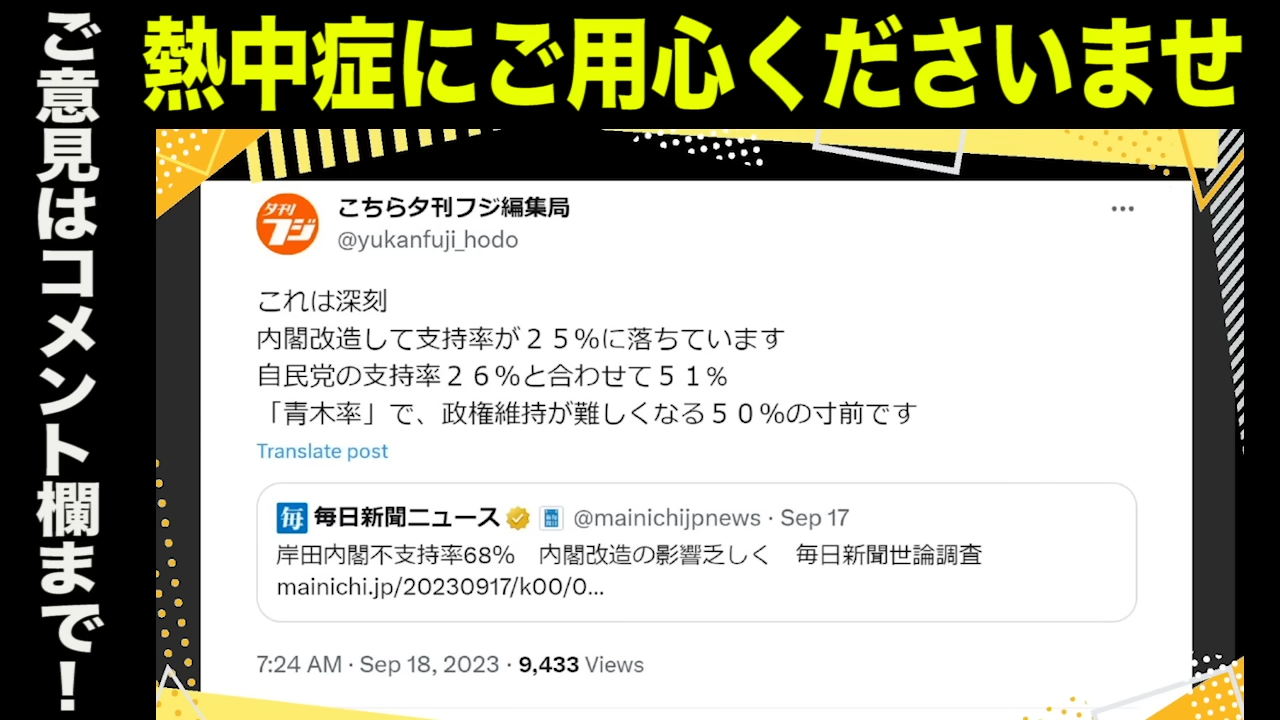 熱中症にご用心くださいませ
ご意見はコメント欄まで！
夕刊
フジ
こちら夕刊フジ編集局
@yukanfuji_hodo
これは深刻
内閣改造して支持率が２５%に落ちています
自民党の支持率２６%と合わせて５１%
「青木率」で、政権維持が難しくなる５０%の寸前です
Translate post
毎 毎日新聞ニュース @mainichijpnews · Sep 17
岸田内閣不支持率68%　内閣改造の影響乏しく　毎日新聞世論調査
mainichi.jp/20230917/k00/0...
7:24 AM · Sep 18, 2023 · 9,433 Views